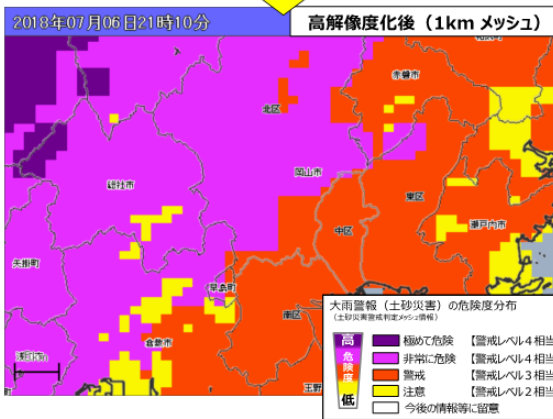 2018年07月06日21時10分
高解像度化後（1km メッシュ）
赤磐市
北区
岡山市
総社市
東区
瀬戸内市
中区
矢掛町
早島町
南区
倉敷市
玉野
大雨警報（土砂災害）の危険度分布
（土砂災害警戒判定メッシュ情報）
高
危険度
低
極めて危険 【警戒レベル４相当
非常に危険 【警戒レベル４相当
警戒 【警戒レベル３相当
注意 【警戒レベル２相当
今後の情報等に留意